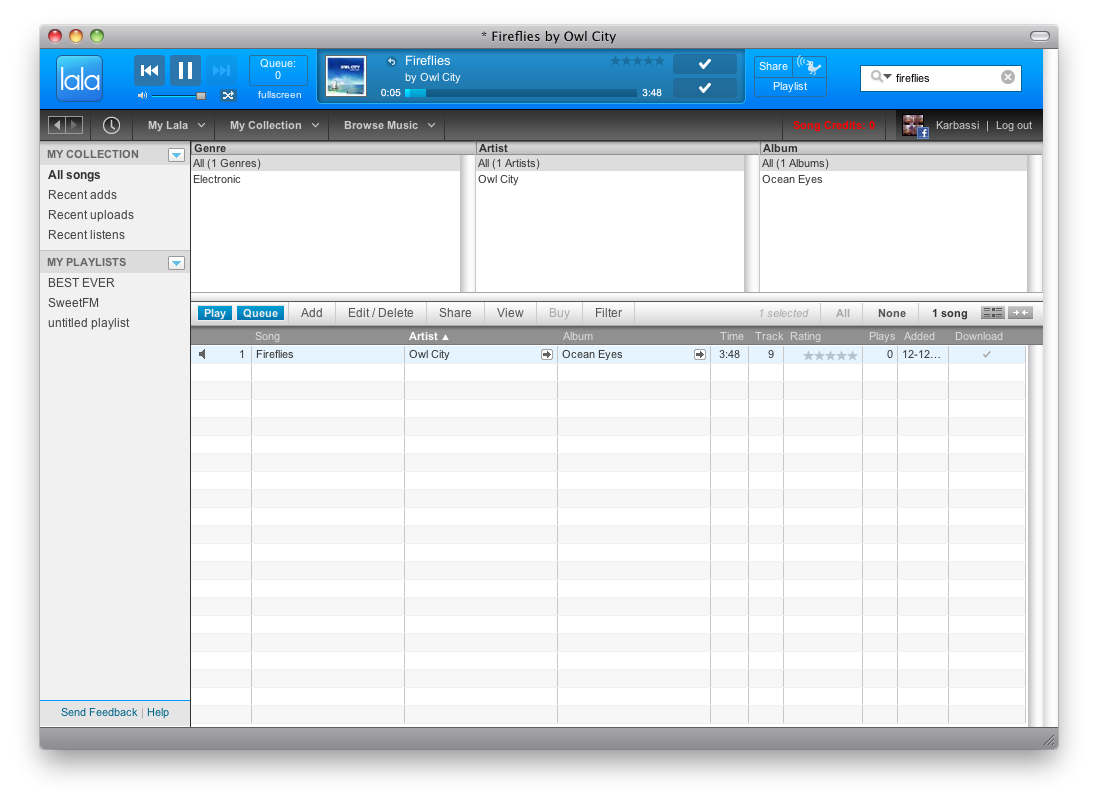 * Fireflies by Owl City
lala
Queue:
0
fullscreen
OWL CITY
Fireflies
by Owl City
0:05
3:48
Share
Playlist
fireflies
My Lala
My Collection
Browse Music
Song Credits: 0
f
Karbassi | Log out
MY COLLECTION
All songs
Recent adds
Recent uploads
Recent listens
MY PLAYLISTS
BEST EVER
SweetFM
untitled playlist
Genre Artist Album
All (1 Genres) All (1 Artists) All (1 Albums)
Electronic Owl City Ocean Eyes
Play Queue Add Edit / Delete Share View Buy Filter 1 selected All None 1 song
Song Artist ▲ Album Time Track Rating Plays Added Download
1 Fireflies Owl City Ocean Eyes 3:48 9 0 12-12...
Send Feedback | Help